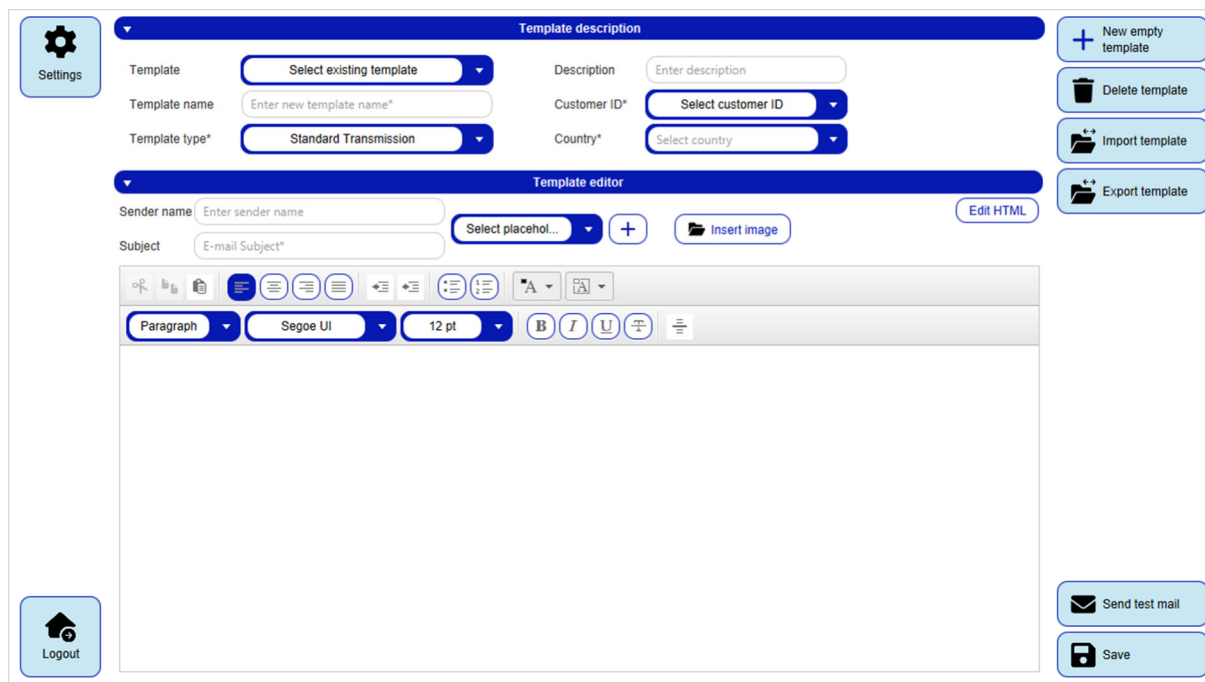 Settings
Template description
Template
Select existing template
Description
Enter description
Template name
Enter new template name*
Customer ID*
Select customer ID
Template type*
Standard Transmission
Country*
Select country
New empty
template
Delete template
Import template
Export template
Template editor
Sender name
Enter sender name
Subject
E-mail Subject*
Select placehol...
Insert image
Edit HTML
A
A
Paragraph
Segoe UI
12 pt
B
I
U
T
Logout
Send test mail
Save